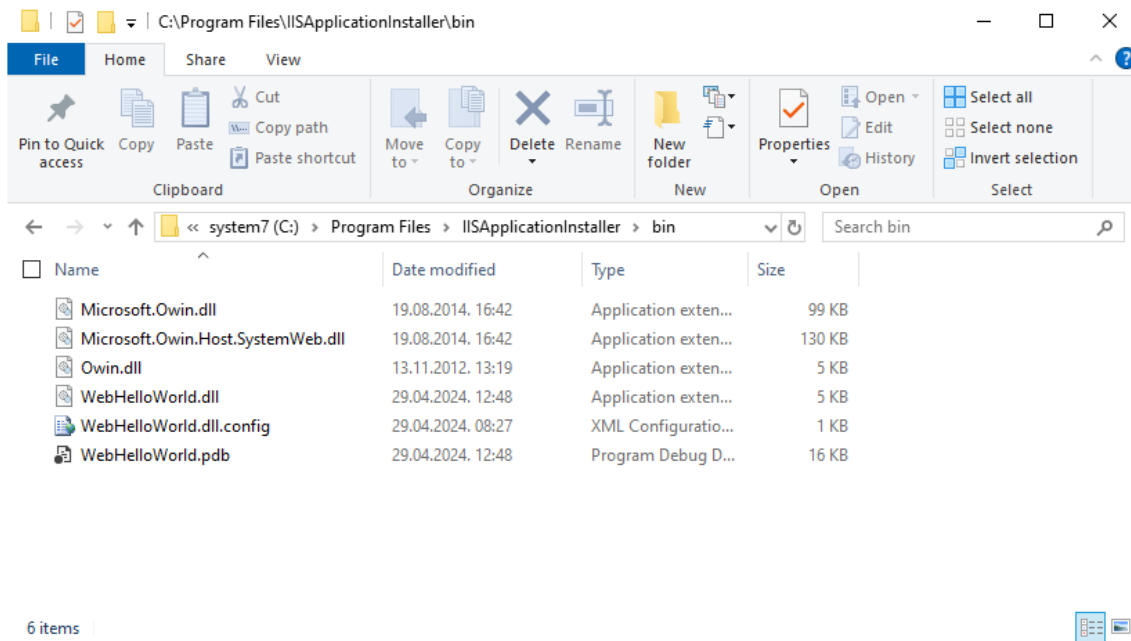 C:\Program Files\IISApplicationInstaller\bin
File Home Share View
Pin to Quick access
Copy
Paste
Cut
Copy path
Paste shortcut
Clipboard
Move to
Copy to
Delete
Rename
Organize
New folder
New
Properties
Open
Edit
History
Open
Select all
Select none
Invert selection
Select
« system7 (C:) > Program Files > IISApplicationInstaller > bin
Search bin
Name Date modified Type Size
Microsoft.Owin.dll 19.08.2014. 16:42 Application exten... 99 KB
Microsoft.Owin.Host.SystemWeb.dll 19.08.2014. 16:42 Application exten... 130 KB
Owin.dll 13.11.2012. 13:19 Application exten... 5 KB
WebHelloWorld.dll 29.04.2024. 12:48 Application exten... 5 KB
WebHelloWorld.dll.config 29.04.2024. 08:27 XML Configuratio... 1 KB
WebHelloWorld.pdb 29.04.2024. 12:48 Program Debug D... 16 KB
6 items